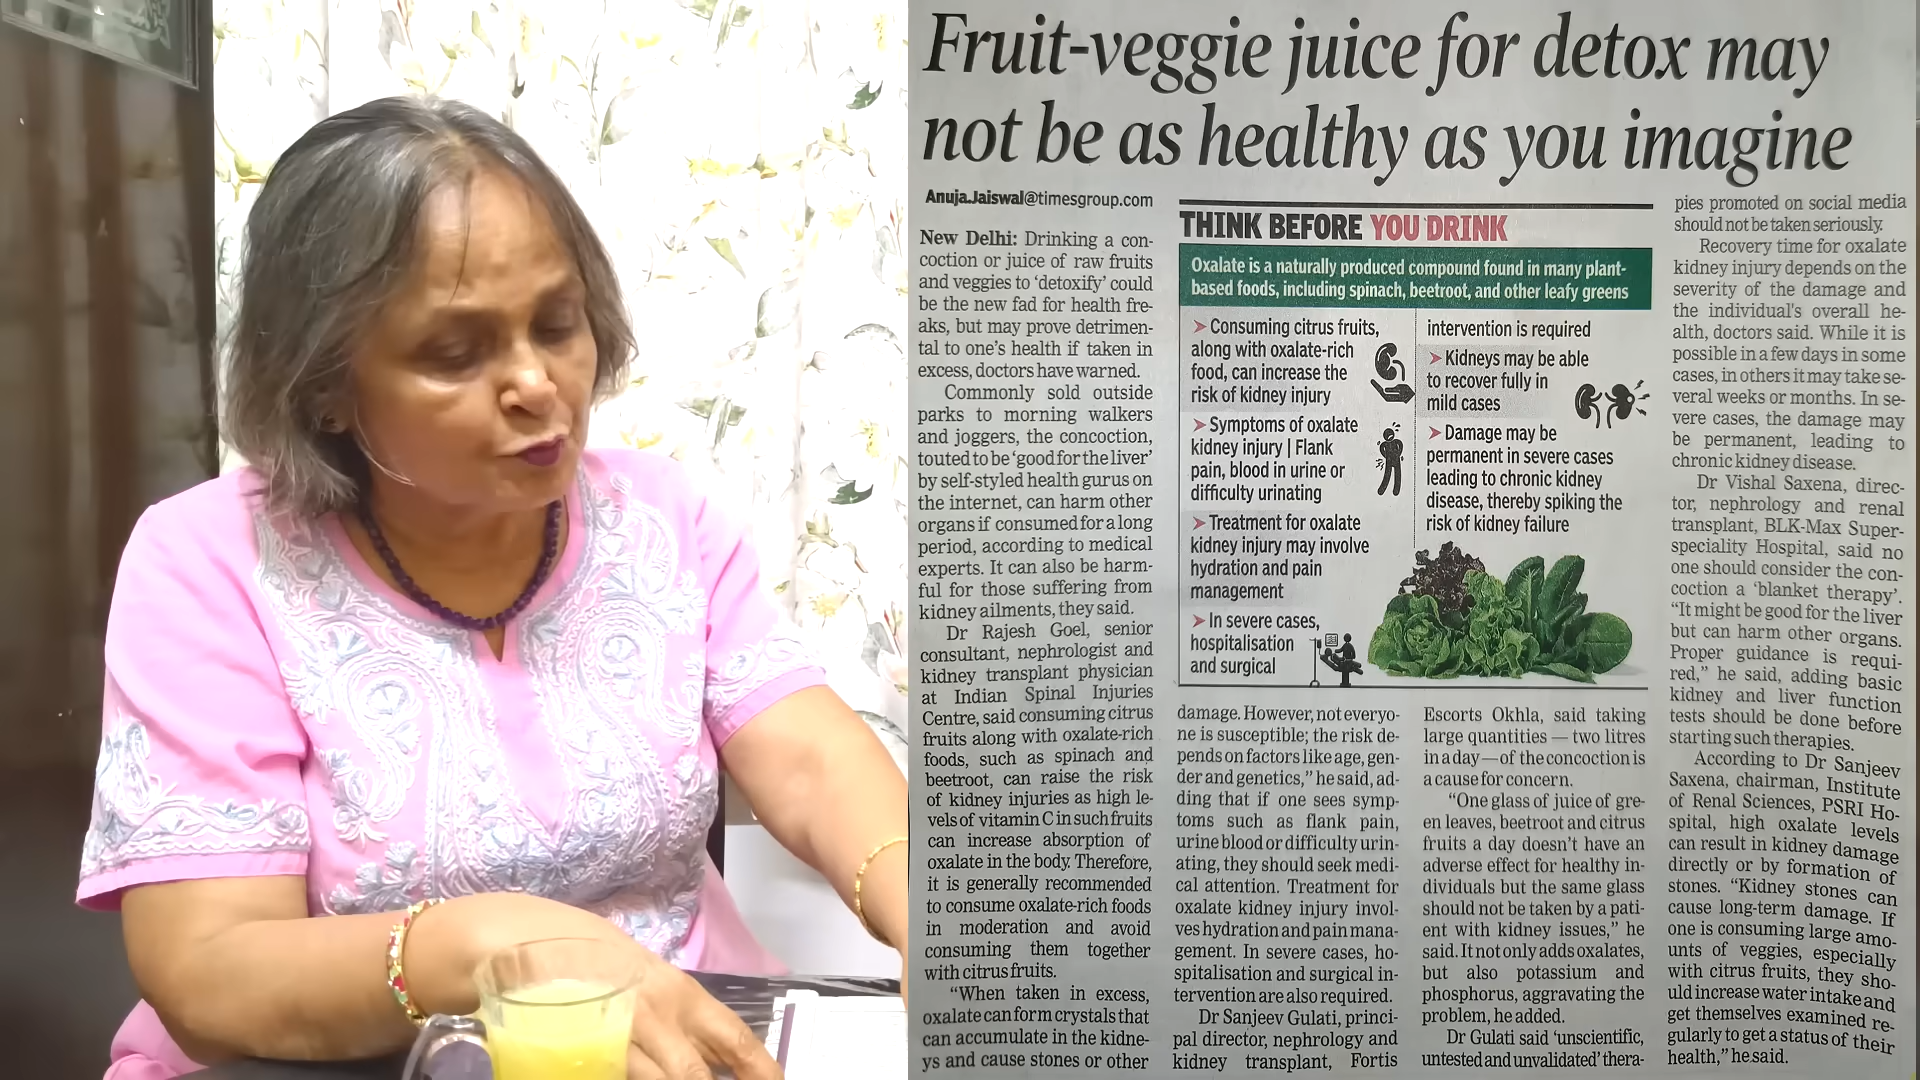 Fruit-veggie juice for detox may
not be as healthy as you imagine
Anuja.Jaiswal@timesgroup.com
New Delhi: Drinking a con-
coction or juice of raw fruits
and veggies to ‘detoxify’ could
be the new fad for health fre-
aks, but may prove detrimen-
tal to one’s health if taken in
excess, doctors have warned.
Commonly sold outside
parks to morning walkers
and joggers, the concoction,
touted to be ‘good for the liver’
by self-styled health gurus on
the internet, can harm other
organs if consumed for a long
period, according to medical
experts. It can also be harm-
ful for those suffering from
kidney ailments, they said.
Dr Rajesh Goel, senior
consultant, nephrologist and
kidney transplant physician
at Indian Spinal Injuries
Centre, said consuming citrus
fruits along with oxalate-rich
foods, such as spinach and
beetroot, can raise the risk
of kidney injuries as high le-
vels of vitamin C in such fruits
can increase absorption of
oxalate in the body. Therefore,
it is generally recommended
to consume oxalate-rich foods
in moderation and avoid
consuming them together
with citrus fruits.
“When taken in excess,
oxalate can form crystals that
can accumulate in the kidne-
ys and cause stones or other
THINK BEFORE YOU DRINK
Oxalate is a naturally produced compound found in many plant-
based foods, including spinach, beetroot, and other leafy greens
➤ Consuming citrus fruits,
along with oxalate-rich
food, can increase the
risk of kidney injury
➤ Symptoms of oxalate
kidney injury | Flank
pain, blood in urine or
difficulty urinating
➤ Treatment for oxalate
kidney injury may involve
hydration and pain
management
➤ In severe cases,
hospitalisation
and surgical
intervention is required
➤ Kidneys may be able
to recover fully in
mild cases
➤ Damage may be
permanent in severe cases
leading to chronic kidney
disease, thereby spiking the
risk of kidney failure
damage. However, not everyo-
ne is susceptible; the risk de-
pends on factors like age, gen-
der and genetics,” he said, ad-
ding that if one sees symp-
toms such as flank pain,
urine blood or difficulty urin-
ating, they should seek medi-
cal attention. Treatment for
oxalate kidney injury invol-
ves hydration and pain mana-
gement. In severe cases, ho-
spitalisation and surgical in-
tervention are also required.
Dr Sanjeev Gulati, princi-
pal director, nephrology and
kidney transplant, Fortis
Escorts Okhla, said taking
large quantities — two litres
in a day — of the concoction is
a cause for concern.
“One glass of juice of gre-
en leaves, beetroot and citrus
fruits a day doesn’t have an
adverse effect for healthy in-
dividuals but the same glass
should not be taken by a pati-
ent with kidney issues,” he
said. It not only adds oxalates,
but also potassium and
phosphorus, aggravating the
problem, he added.
Dr Gulati said ‘unscientific,
untested and unvalidated’ thera-
pies promoted on social media
should not be taken seriously.
Recovery time for oxalate
kidney injury depends on the
severity of the damage and
the individual's overall he-
alth, doctors said. While it is
possible in a few days in some
cases, in others it may take se-
veral weeks or months. In se-
vere cases, the damage may
be permanent, leading to
chronic kidney disease.
Dr Vishal Saxena, direc-
tor, nephrology and renal
transplant, BLK-Max Super-
speciality Hospital, said no
one should consider the con-
coction a ‘blanket therapy’.
“It might be good for the liver
but can harm other organs.
Proper guidance is requi-
red,” he said, adding basic
kidney and liver function
tests should be done before
starting such therapies.
According to Dr Sanjeev
Saxena, chairman, Institute
of Renal Sciences, PSRI Ho-
spital, high oxalate levels
can result in kidney damage
directly or by formation of
stones. “Kidney stones can
cause long-term damage. If
one is consuming large amo-
unts of veggies, especially
with citrus fruits, they sho-
uld increase water intake and
get themselves examined re-
gularly to get a status of their
health,” he said.